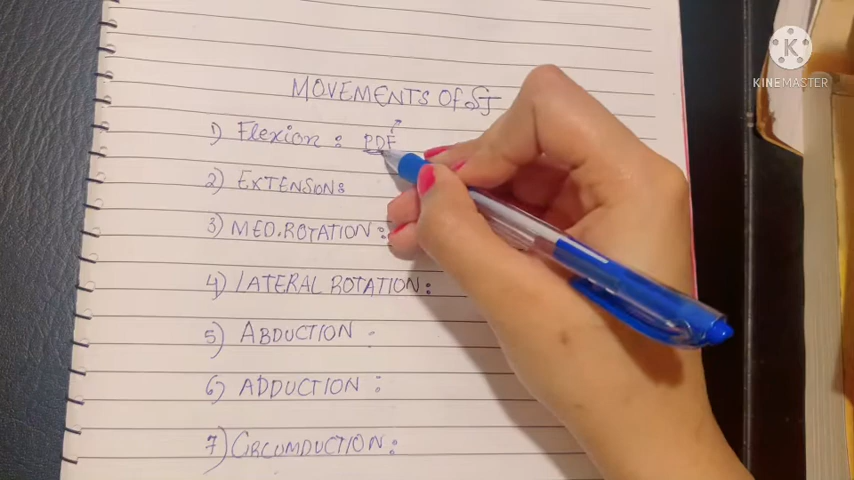 MOVEMENTS Of SJ
1) Flexion : PDF
2) EXTENSION:
3) MED.ROTATION:
4) LATERAL ROTATION:
5) ABDUCTION :
6) ADDUCTION :
7) CIRCUMDUCTION:
K
KINEMASTER